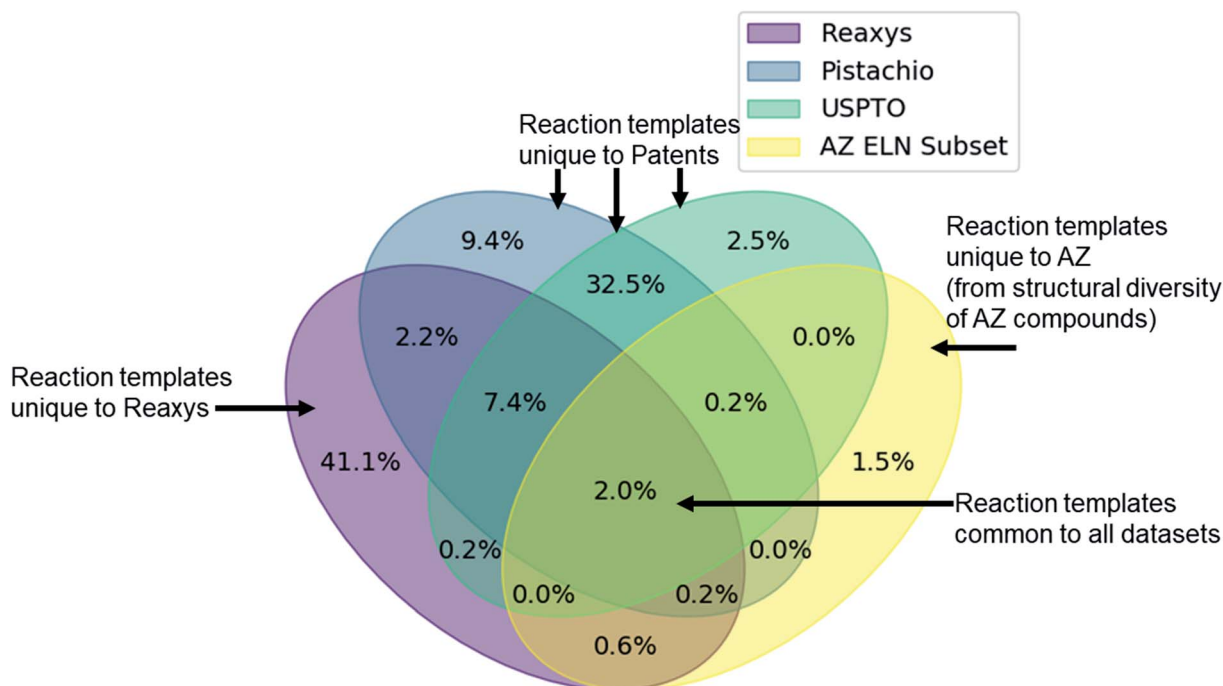 Reaxys
Pistachio
USPTO
AZ ELN Subset
Reaction templates
unique to Patents
9.4%
2.5%
Reaction templates
unique to AZ
(from structural diversity
of AZ compounds)
32.5%
2.2%
0.0%
Reaction templates
unique to Reaxys
7.4%
0.2%
41.1%
1.5%
2.0%
Reaction templates
common to all datasets
0.2%
0.0%
0.0%
0.2%
0.6%